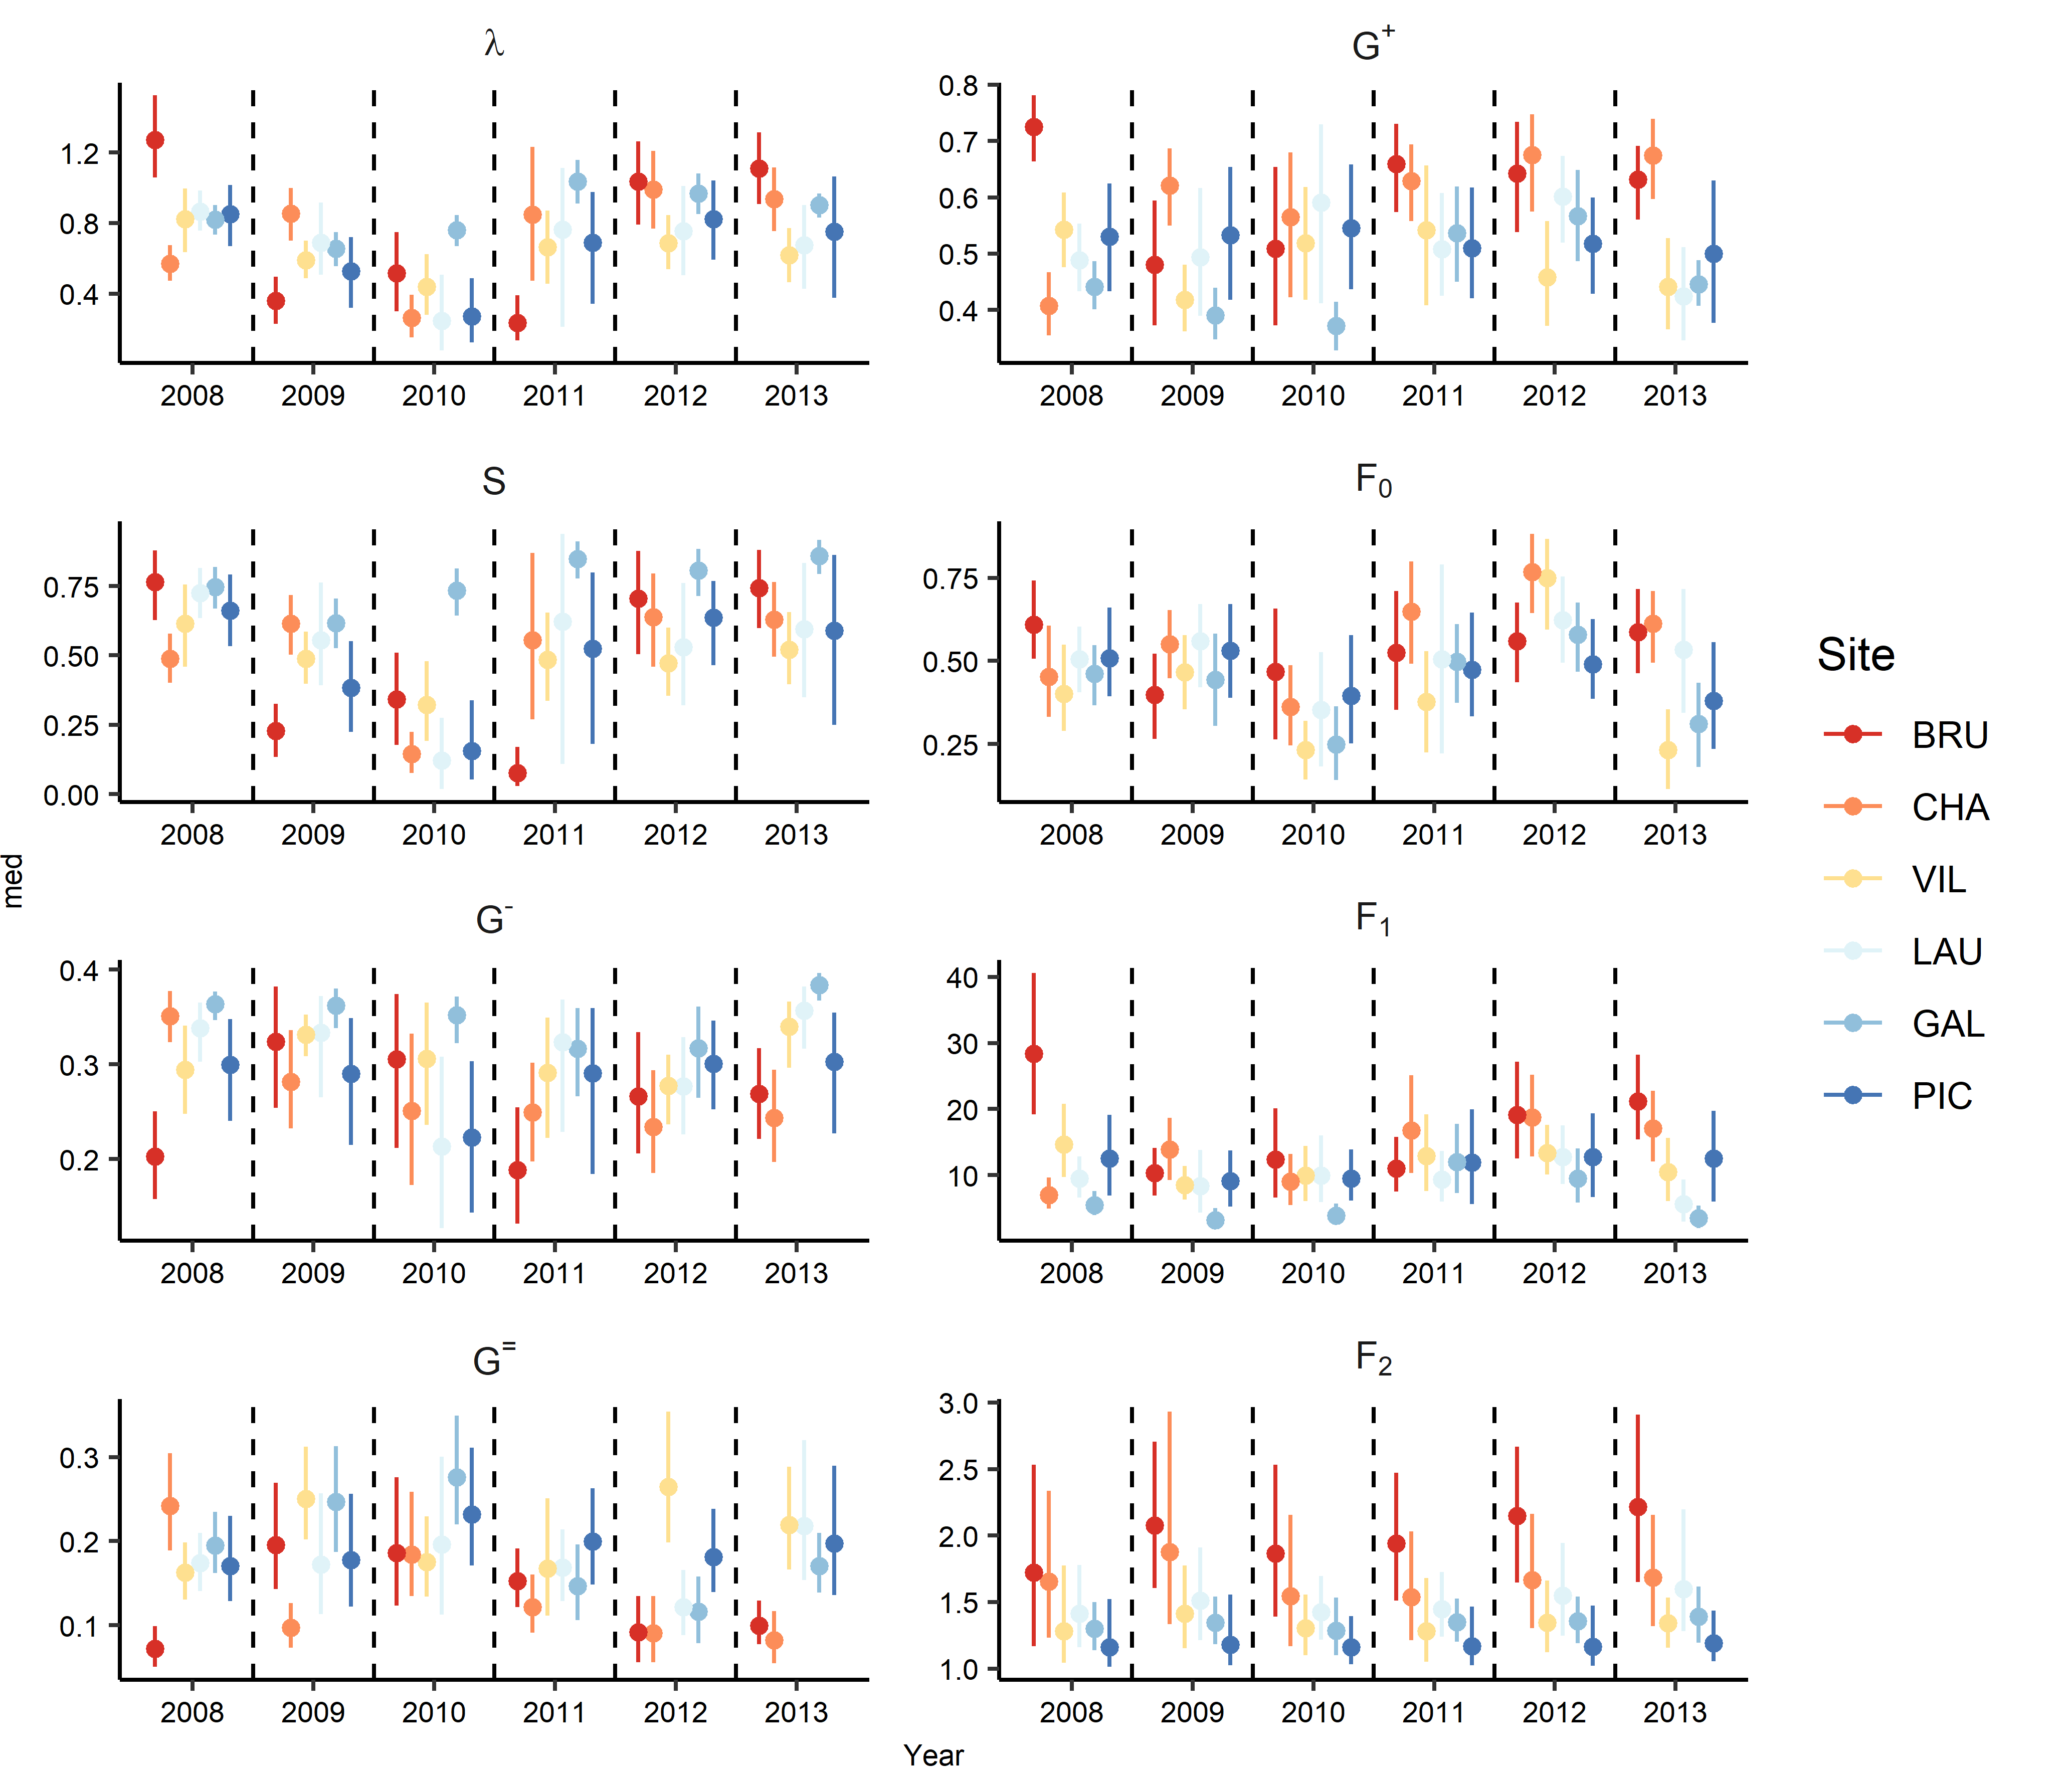 λ
1.2
0.8
0.4
2008 2009 2010 2011 2012 2013
G+
0.8
0.7
0.6
0.5
0.4
2008 2009 2010 2011 2012 2013
S
0.75
0.50
0.25
0.00
2008 2009 2010 2011 2012 2013
F0
0.75
0.50
0.25
2008 2009 2010 2011 2012 2013
med
G-
0.4
0.3
0.2
2008 2009 2010 2011 2012 2013
F1
40
30
20
10
2008 2009 2010 2011 2012 2013
G=
0.3
0.2
0.1
2008 2009 2010 2011 2012 2013
F2
3.0
2.5
2.0
1.5
1.0
2008 2009 2010 2011 2012 2013
Year
Site
BRU
CHA
VIL
LAU
GAL
PIC